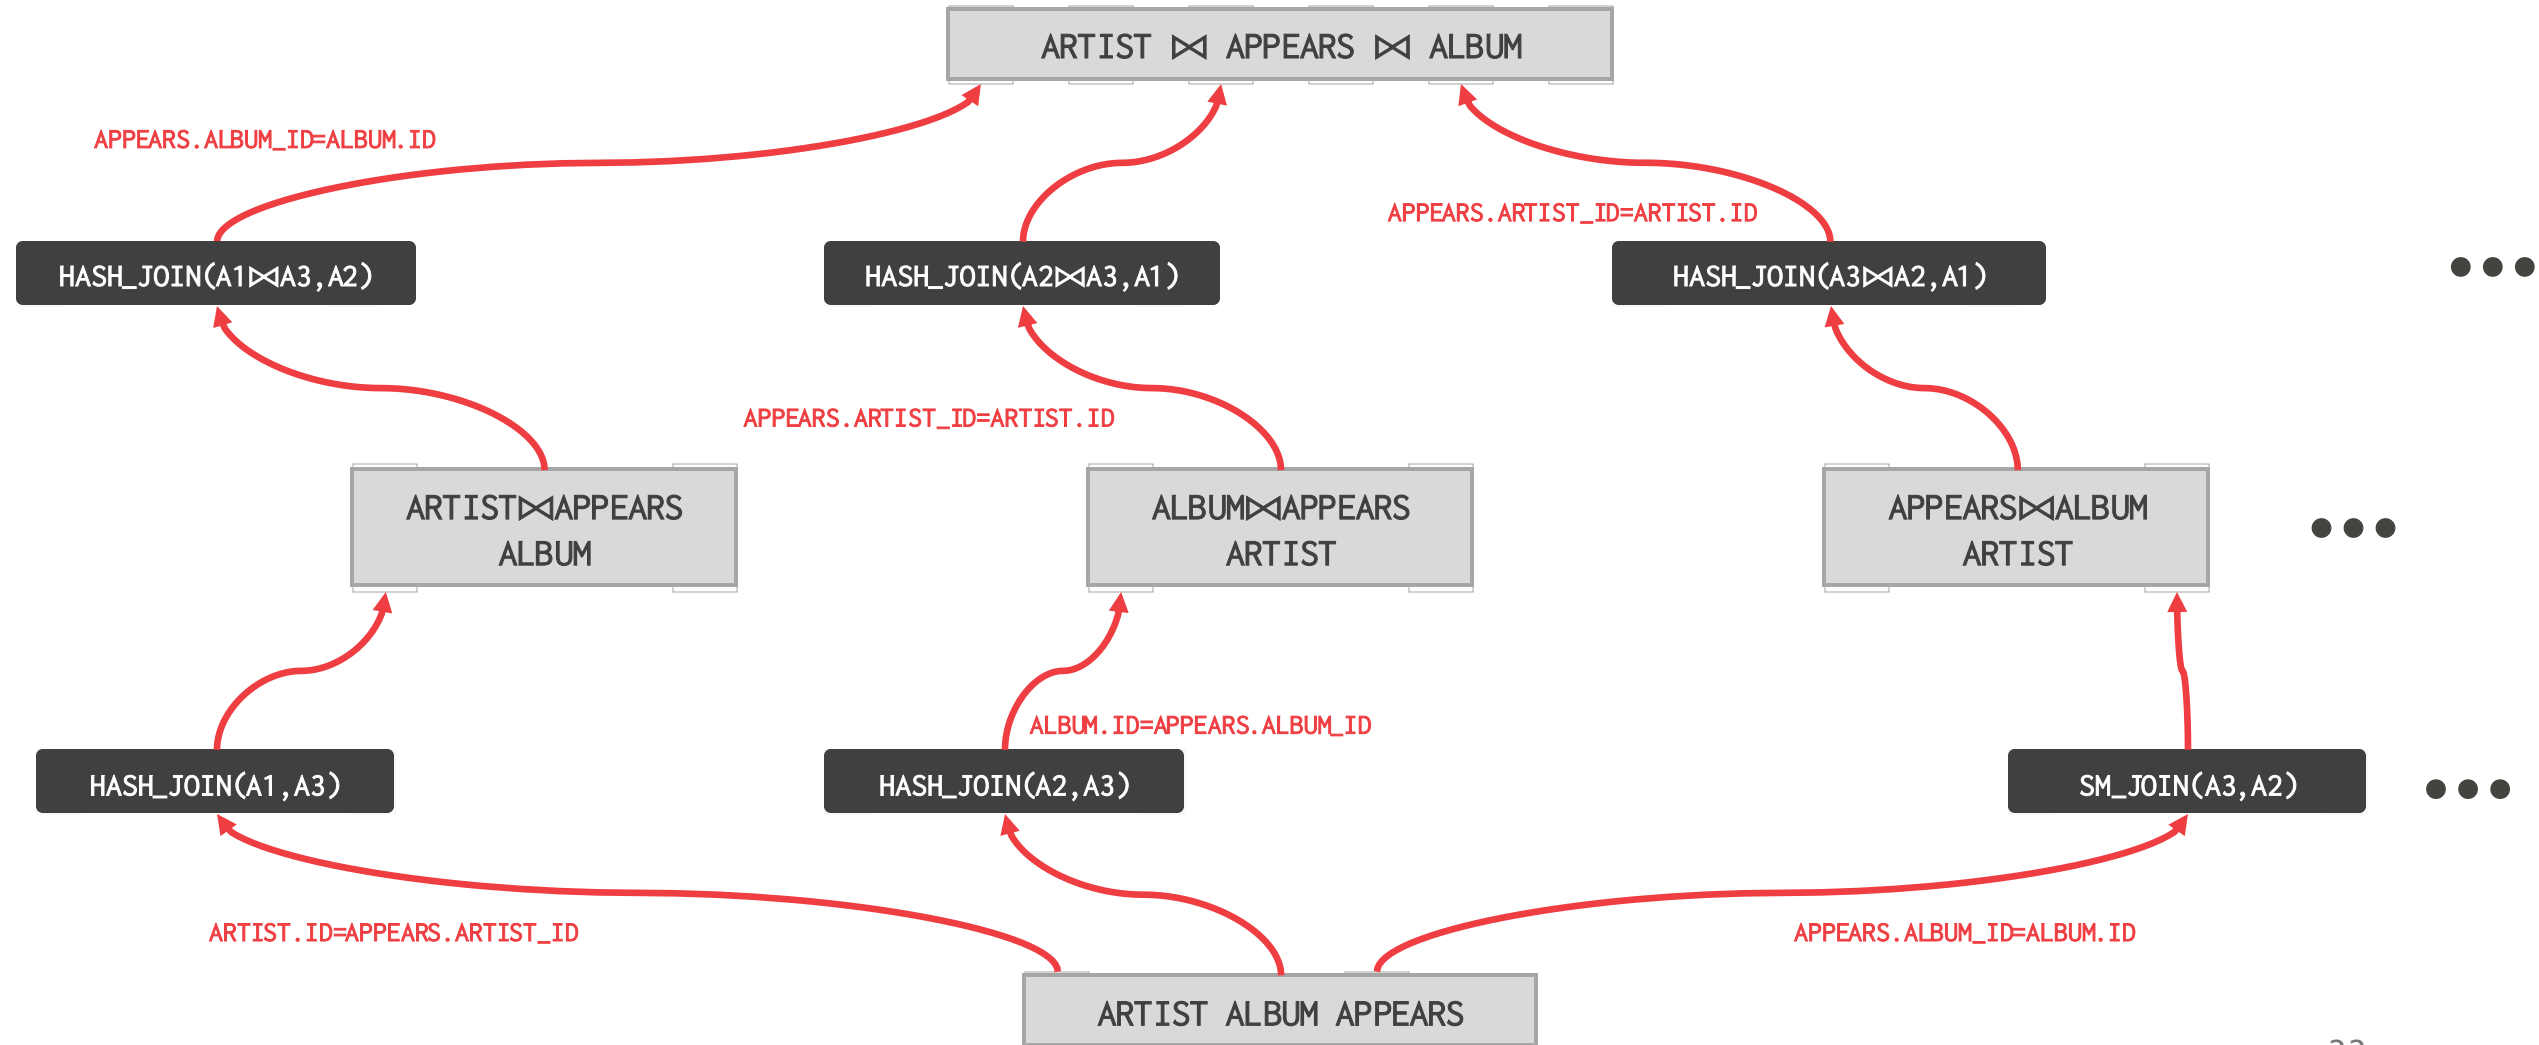 ARTIST ⋈ APPEARS ⋈ ALBUM
APPEARS.ALBUM_ID=ALBUM.ID
APPEARS.ARTIST_ID=ARTIST.ID
HASH_JOIN(A1⋈A3,A2)
HASH_JOIN(A2⋈A3,A1)
HASH_JOIN(A3⋈A2,A1)
APPEARS.ARTIST_ID=ARTIST.ID
ARTIST⋈APPEARS
ALBUM
ALBUM⋈APPEARS
ARTIST
APPEARS⋈ALBUM
ARTIST
ALBUM.ID=APPEARS.ALBUM_ID
HASH_JOIN(A1,A3)
HASH_JOIN(A2,A3)
SM_JOIN(A3,A2)
ARTIST.ID=APPEARS.ARTIST_ID
APPEARS.ALBUM_ID=ALBUM.ID
ARTIST ALBUM APPEARS